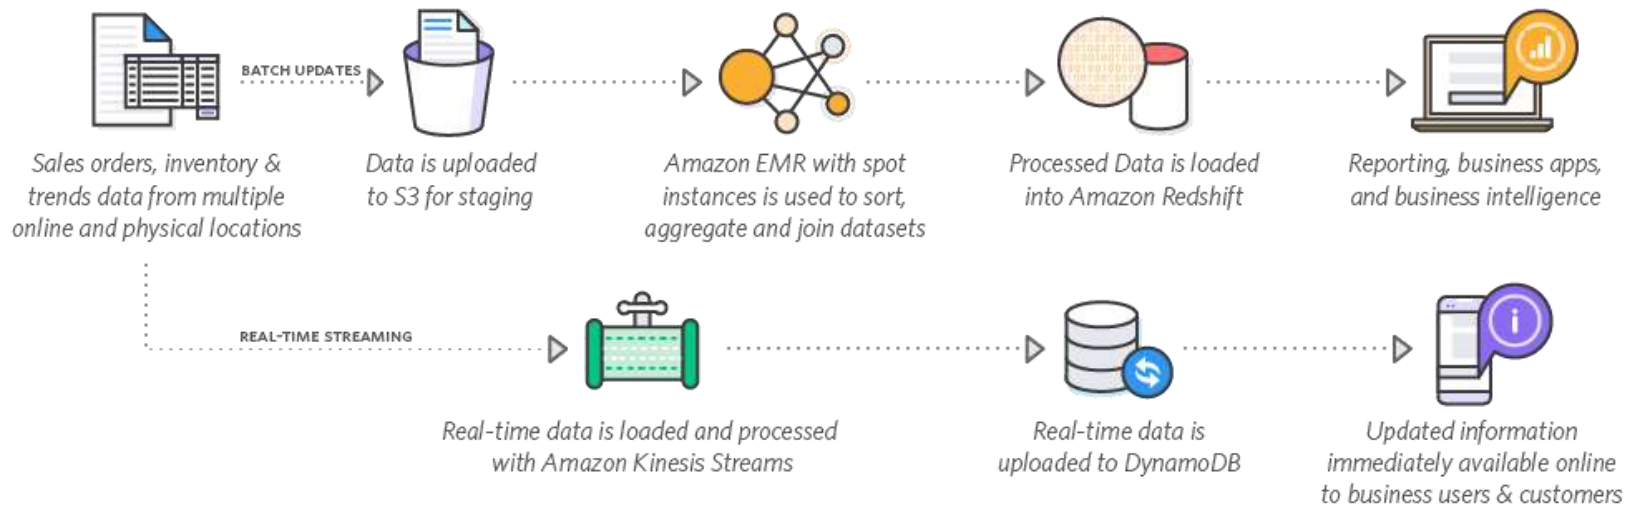 BATCH UPDATES
Sales orders, inventory &
trends data from multiple
online and physical locations
Data is uploaded
to S3 for staging
Amazon EMR with spot
instances is used to sort,
aggregate and join datasets
Processed Data is loaded
into Amazon Redshift
Reporting, business apps,
and business intelligence
REAL-TIME STREAMING
i
Real-time data is loaded and processed
with Amazon Kinesis Streams
Real-time data is
uploaded to DynamoDB
Updated information
immediately available online
to business users & customers